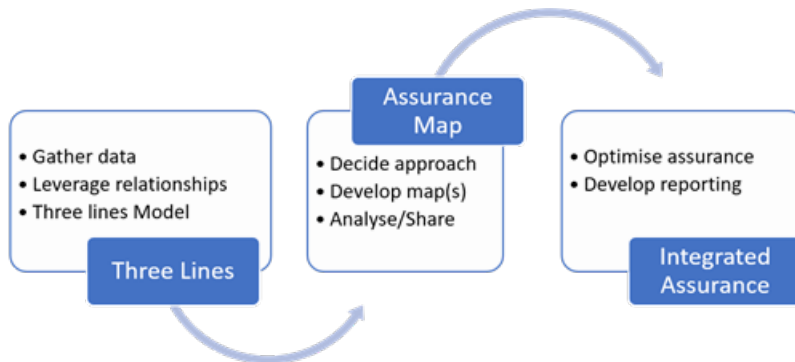 • Gather data
• Leverage relationships
• Three lines Model
Three Lines
Assurance
Map
• Decide approach
• Develop map(s)
• Analyse/Share
• Optimise assurance
• Develop reporting
Integrated
Assurance